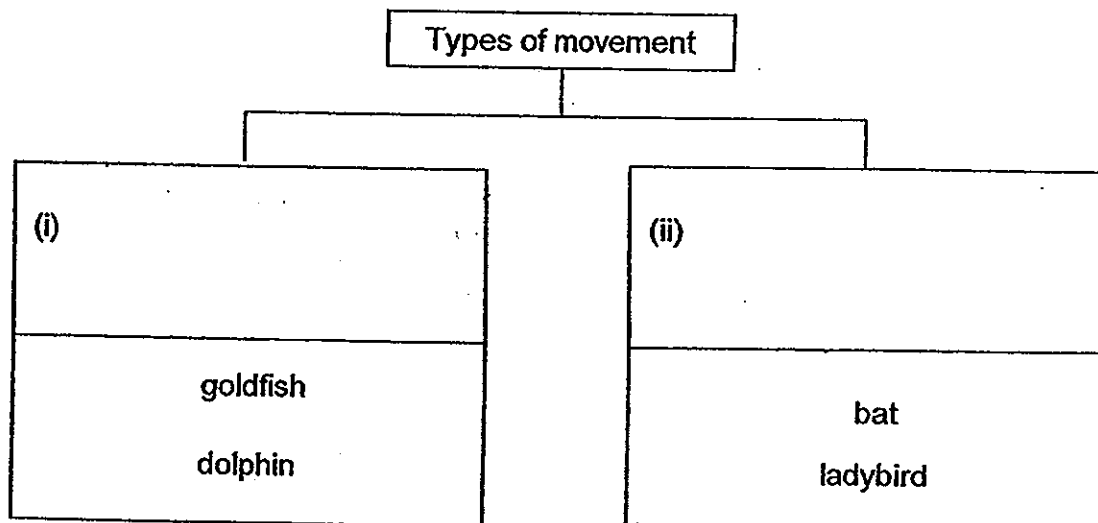 Types of movement
(i)
goldfish
dolphin
(ii)
bat
ladybird